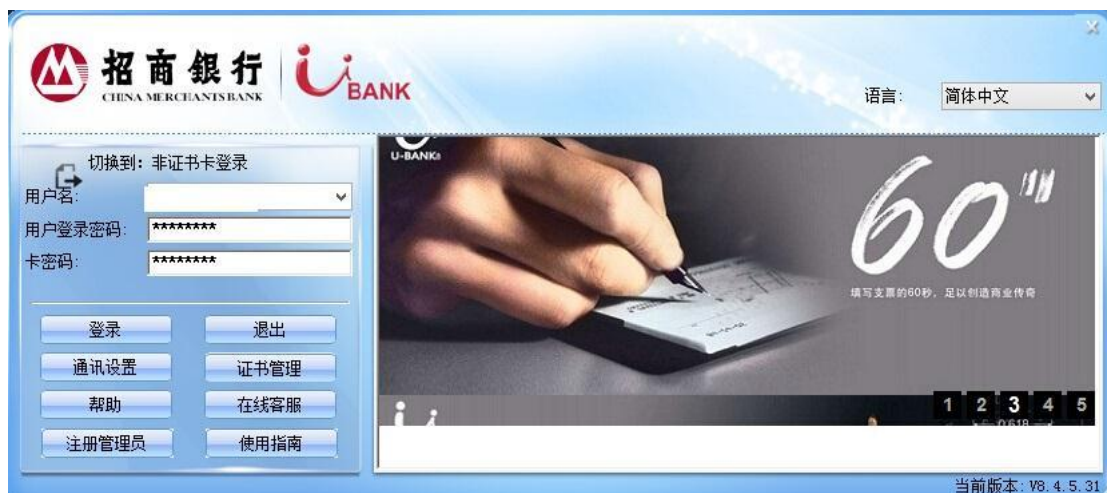 招商銀行
CHINA MERCHANTS BANK
U
BANK
语言:
简体中文
切换到: 非证书卡登录
用户名:
用户登录密码:
********
卡密码:
********
登录
退出
通讯设置
证书管理
帮助
在线客服
注册管理员
使用指南
U-BANK8
60"
填写支票的60秒，足以创造商业传奇
1 2 3 4 5
0.618
当前版本: V8.4.5.31